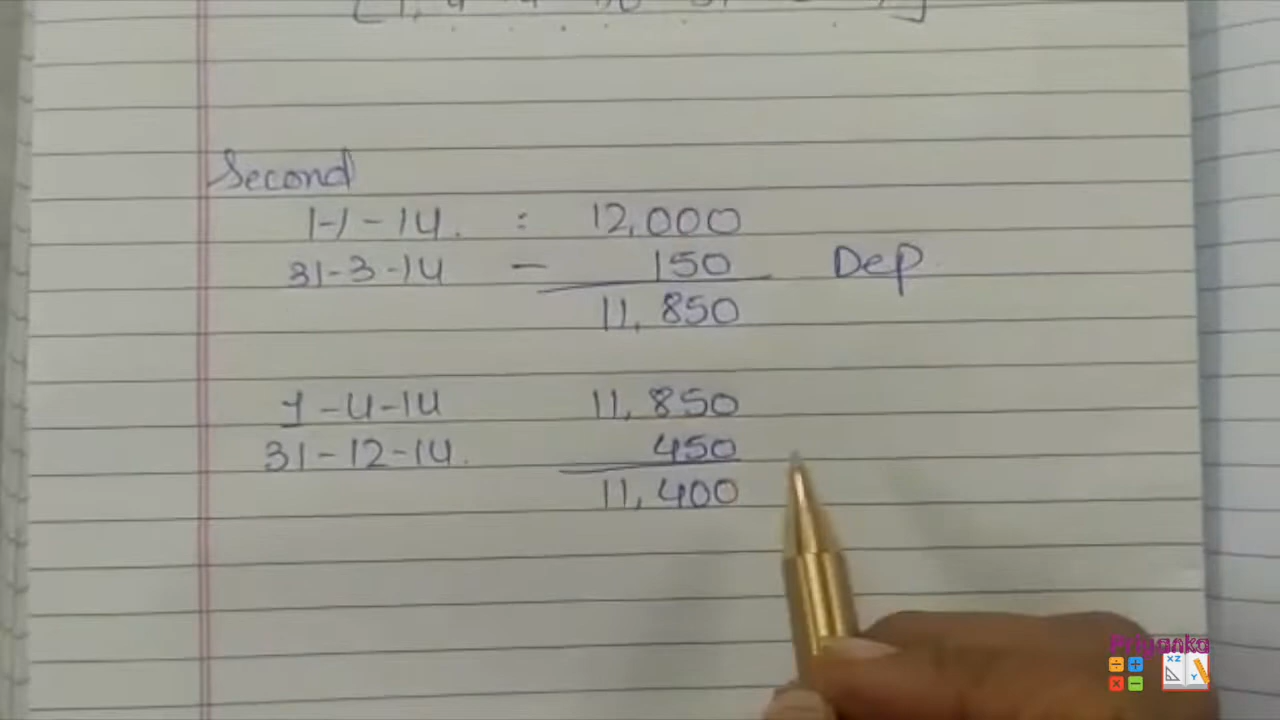 Second
1-1-14. : 12,000
31-3-14 - 150 Dep.
11,850
1-4-14 11,850
31-12-14. 450
11,400
Priyanka